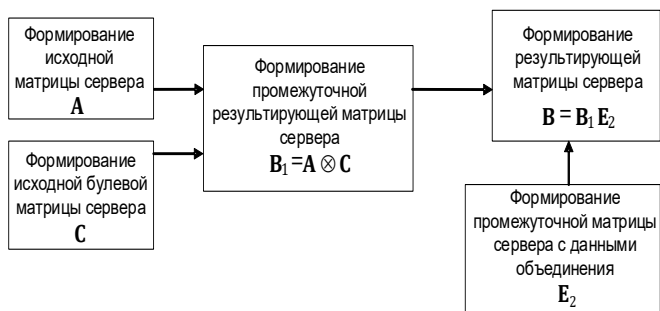 Формирование
исходной
матрицы сервера
A
Формирование
исходной булевой
матрицы сервера
C
Формирование
промежуточной
результирующей матрицы
сервера
B₁ = A ⊗ C
Формирование
результирующей
матрицы сервера
B = B₁ E₂
Формирование
промежуточной матрицы
сервера с данными
объединения
E₂